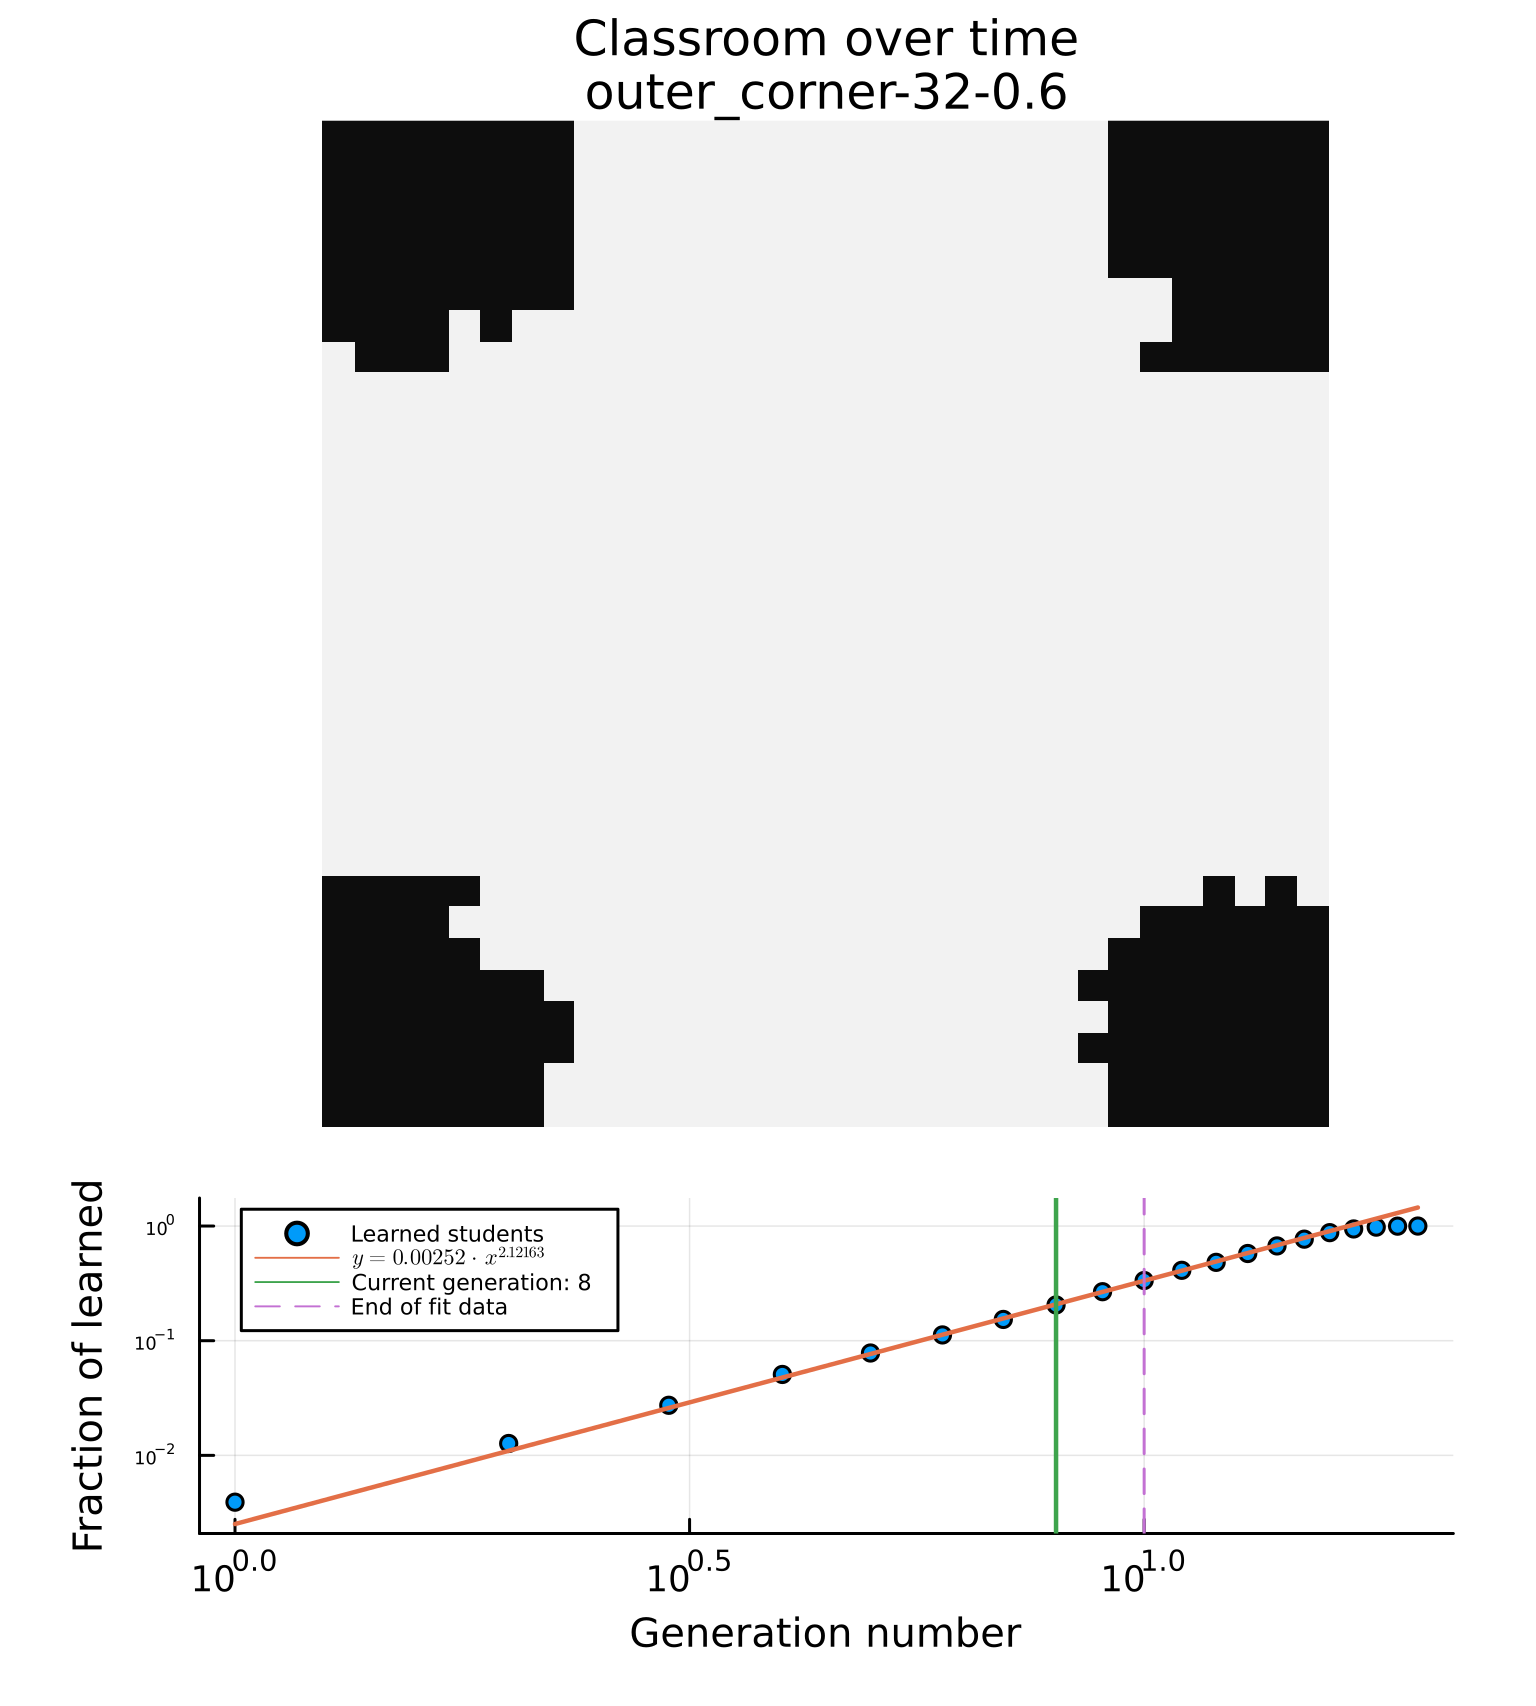 Classroom over time
outer_corner-32-0.6
Fraction of learned
10⁰
10⁻¹
10⁻²
Learned students
y = 0.00252 · x^2.12163
Current generation: 8
End of fit data
10^0.0
10^0.5
10^1.0
Generation number